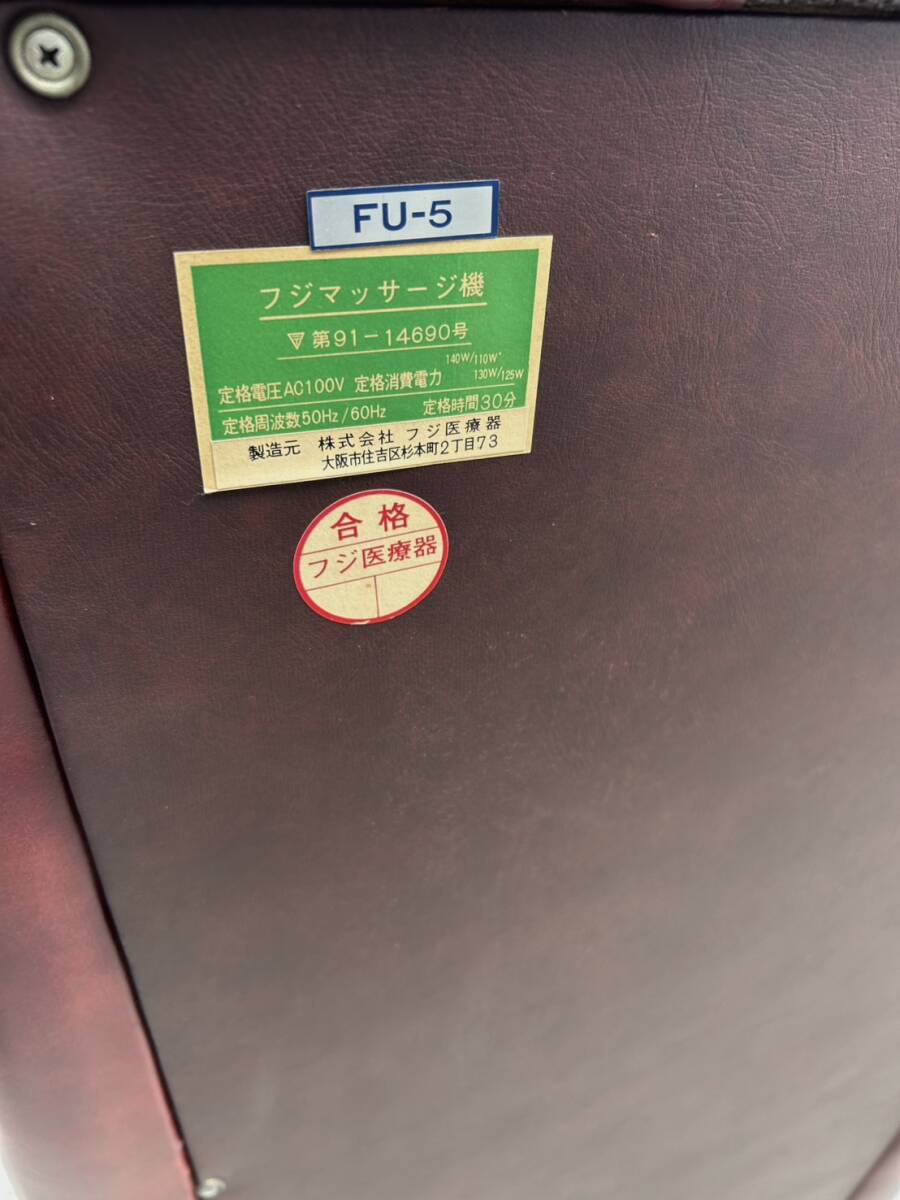 FU-5
フジマッサージ機
第91-14690号
140W/110W
定格電圧AC100V 定格消費電力 130W/125W
定格周波数50Hz/60Hz 定格時間30分
製造元 株式会社 フジ医療器
大阪市住吉区杉本町2丁目73
合格
フジ医療器